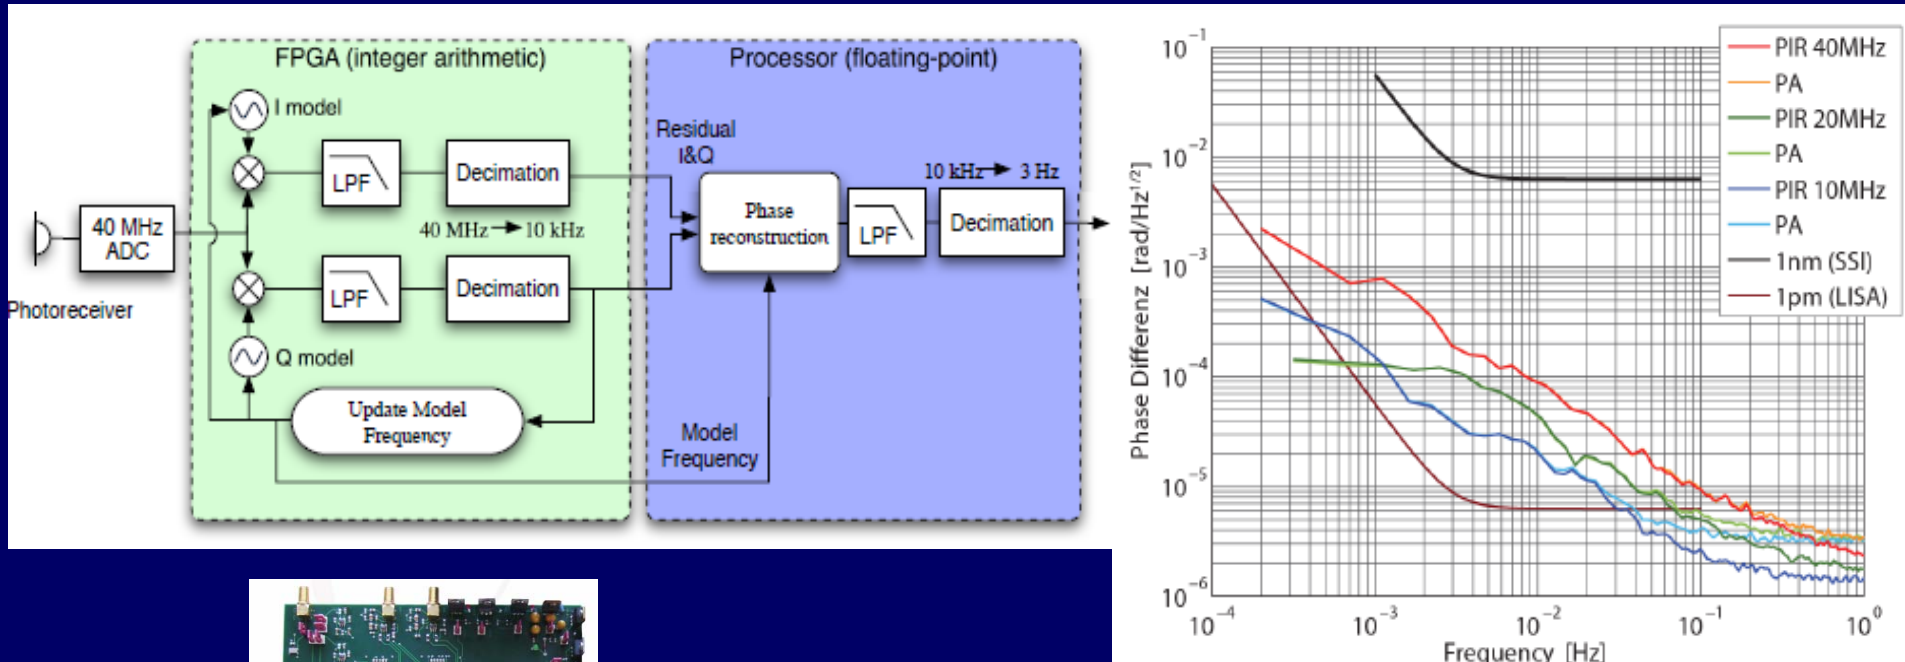 FPGA (integer arithmetic)
I model
LPF
Decimation
40 MHz
ADC
40 MHz → 10 kHz
Photoreceiver
LPF
Decimation
Q model
Update Model
Frequency
Processor (floating-point)
Residual
I&Q
Phase
reconstruction
LPF
10 kHz → 3 Hz
Decimation
Model
Frequency
Phase Differenz [rad/Hz^1/2]
10^-1
10^-2
10^-3
10^-4
10^-5
10^-6
10^-4
10^-3
10^-2
10^-1
10^0
Frequency [Hz]
PIR 40MHz
PA
PIR 20MHz
PA
PIR 10MHz
PA
1nm (SSI)
1pm (LISA)